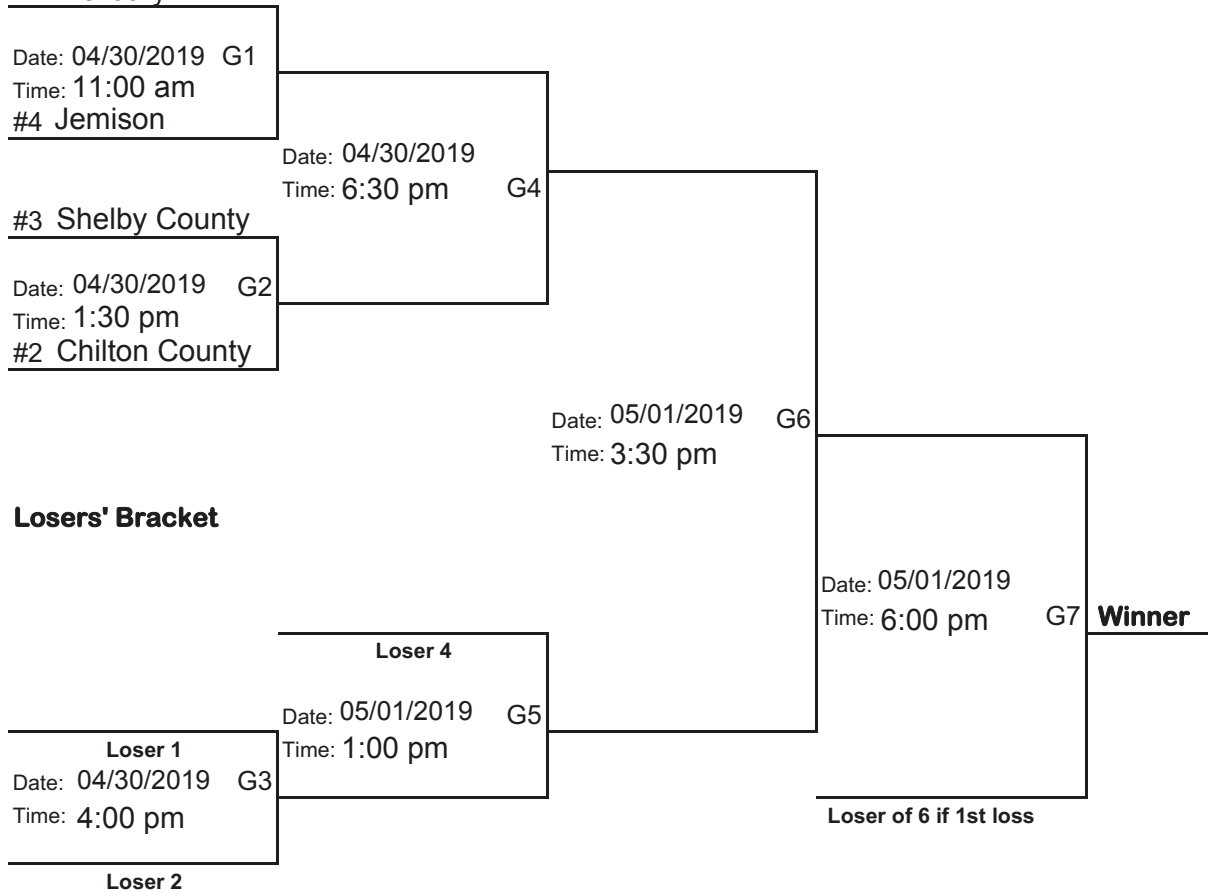 Date: 04/30/2019 G1
Time: 11:00 am
#4 Jemison
Date: 04/30/2019
Time: 6:30 pm G4
#3 Shelby County
Date: 04/30/2019 G2
Time: 1:30 pm
#2 Chilton County
Date: 05/01/2019 G6
Time: 3:30 pm
Losers' Bracket
Date: 05/01/2019
Time: 6:00 pm G7 Winner
Loser 4
Date: 05/01/2019 G5
Time: 1:00 pm
Loser 1
Date: 04/30/2019 G3
Time: 4:00 pm
Loser of 6 if 1st loss
Loser 2